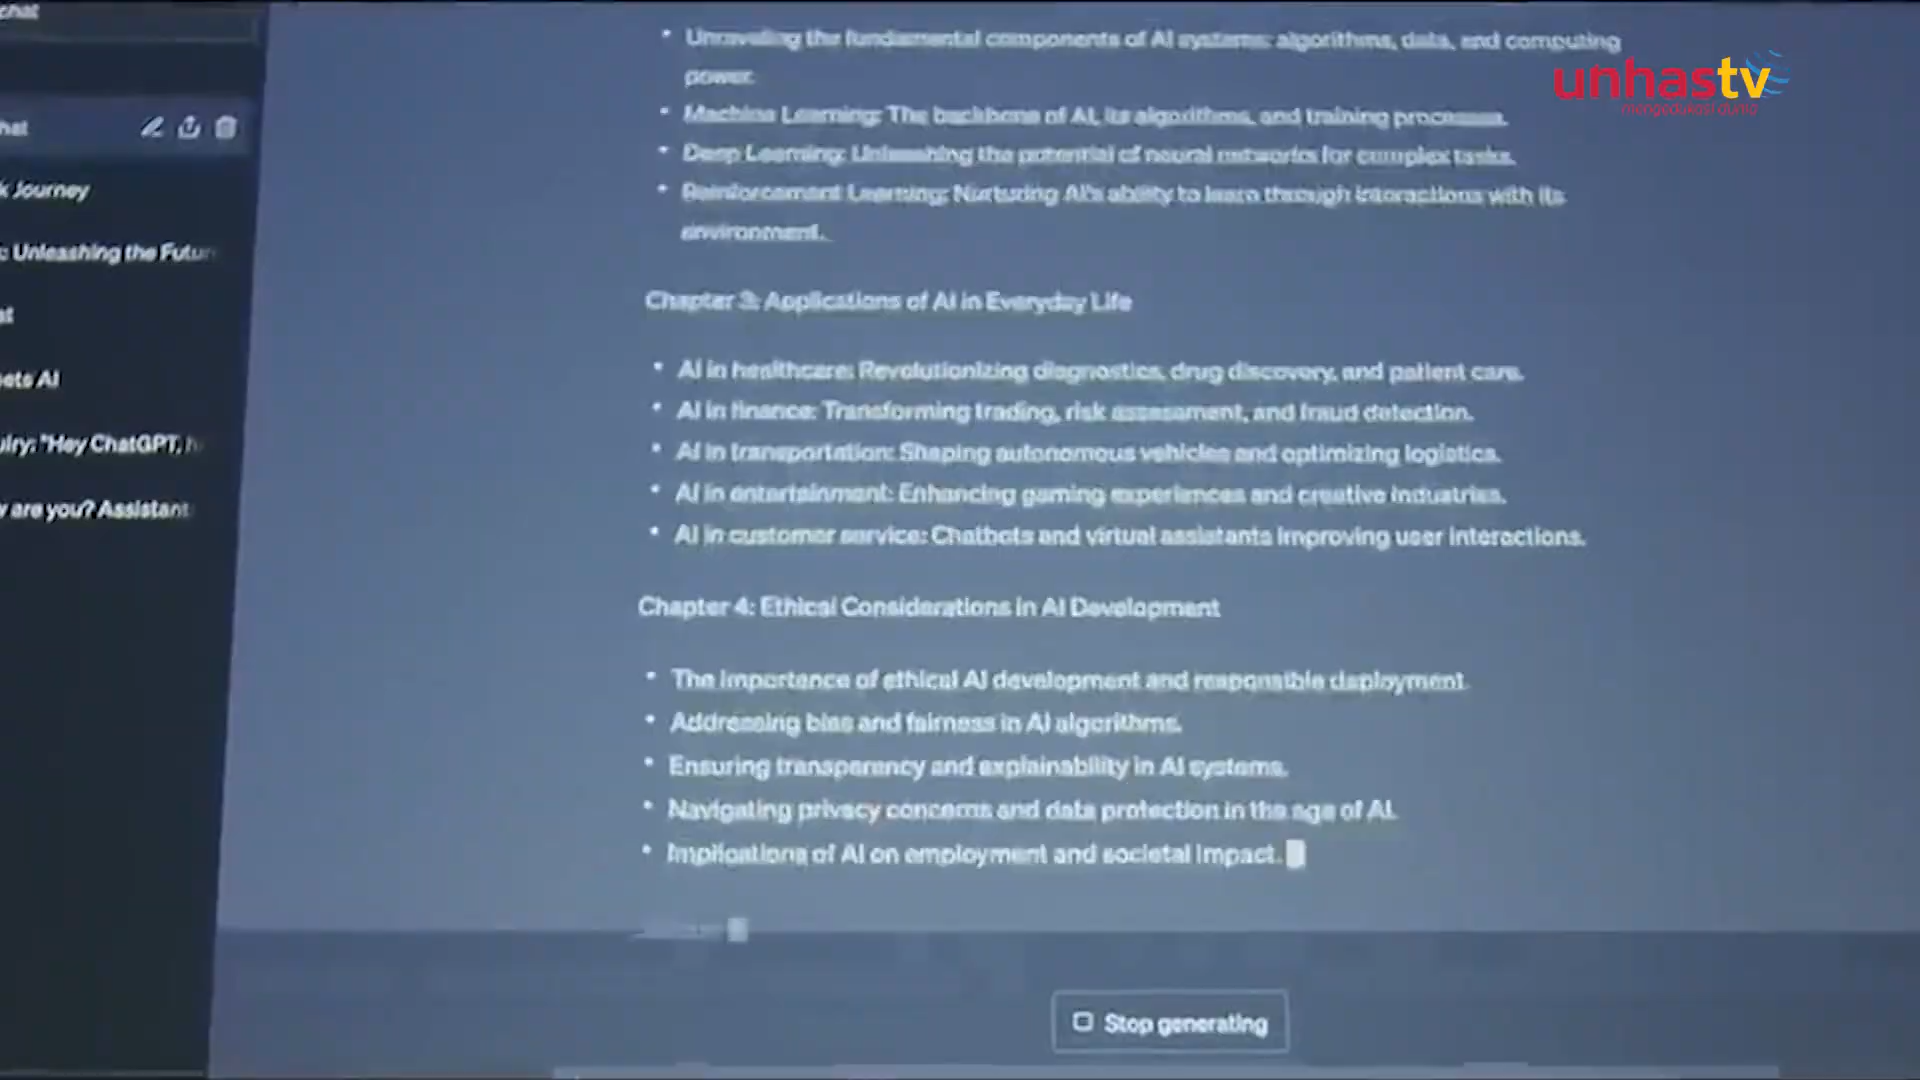 chat
hat
k Journey
: Unleashing the Futur
at
ets AI
uiry: "Hey ChatGPT, h
w are you? Assistant
Unraveling the fundamental components of AI systems: algorithms, data, and computing
power.
Machine Learning: The backbone of AI, its algorithms, and training processes.
Deep Learning: Unleashing the potential of neural networks for complex tasks.
Reinforcement Learning: Nurturing AI's ability to learn through interactions with its
environment.
Chapter 3: Applications of AI in Everyday Life
AI in healthcare: Revolutionizing diagnostics, drug discovery, and patient care.
AI in finance: Transforming trading, risk assessment, and fraud detection.
AI in transportation: Shaping autonomous vehicles and optimizing logistics.
AI in entertainment: Enhancing gaming experiences and creative industries.
AI in customer service: Chatbots and virtual assistants improving user interactions.
Chapter 4: Ethical Considerations in AI Development
The importance of ethical AI development and responsible deployment.
Addressing bias and fairness in AI algorithms.
Ensuring transparency and explainability in AI systems.
Navigating privacy concerns and data protection in the age of AI.
Implications of AI on employment and societal impact.
Stop generating
unhastv
mengedukasi dunia